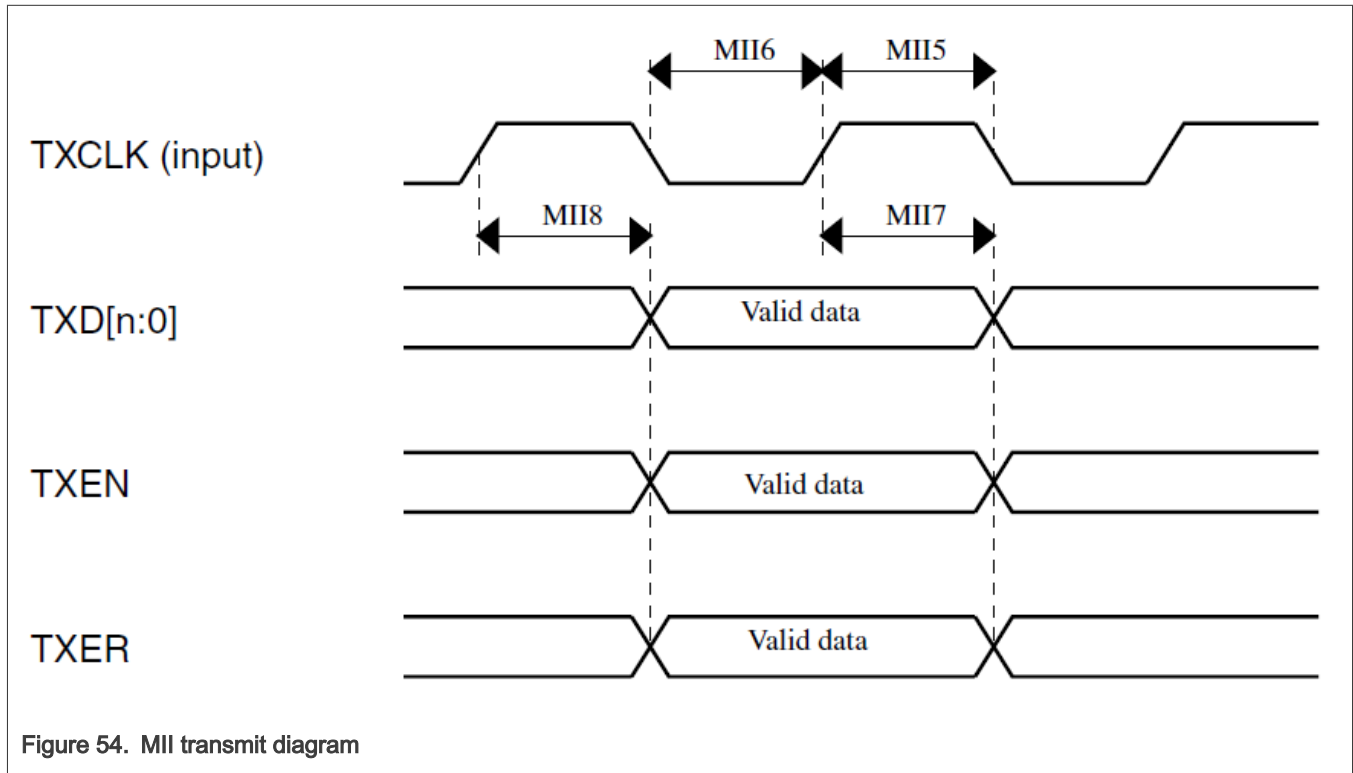 MII6 MII5
TXCLK (input)
MII8 MII7
TXD[n:0] Valid data
TXEN Valid data
TXER Valid data
Figure 54. MII transmit diagram